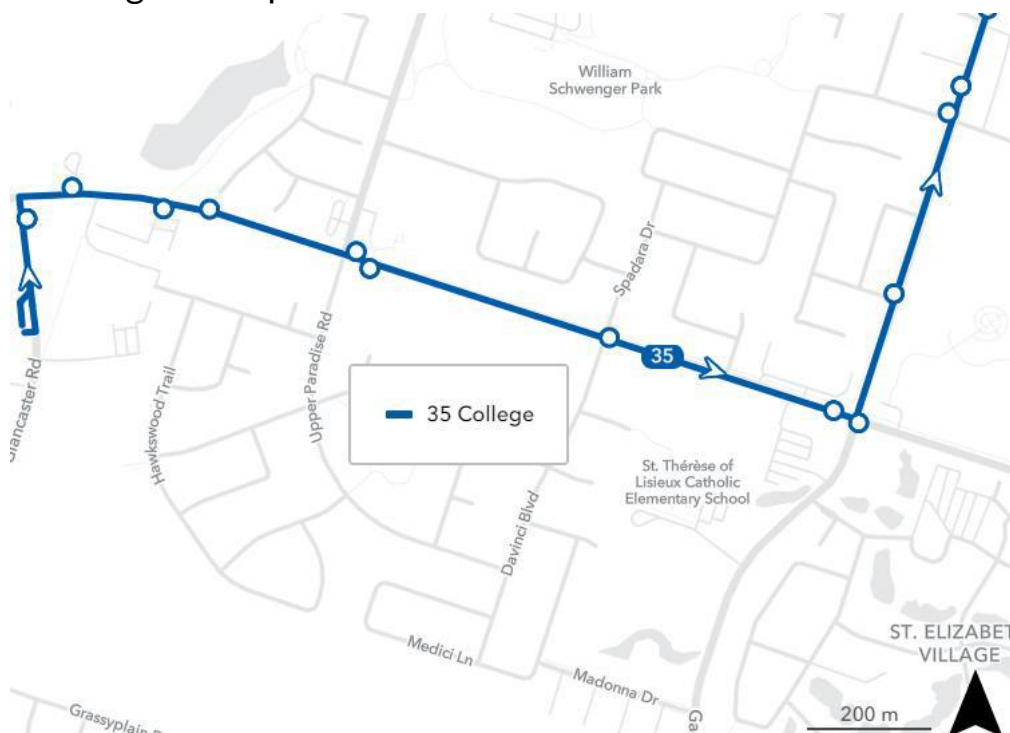 William
Schwenger Park
Spadara Dr
35
Upper Paradise Rd
Hawkswood Trail
35 College
St. Thérèse of
Lisieux Catholic
Elementary School
Davinci Blvd
ST. ELIZABET
VILLAGE
Medici Ln
Madonna Dr
Ga
200 m